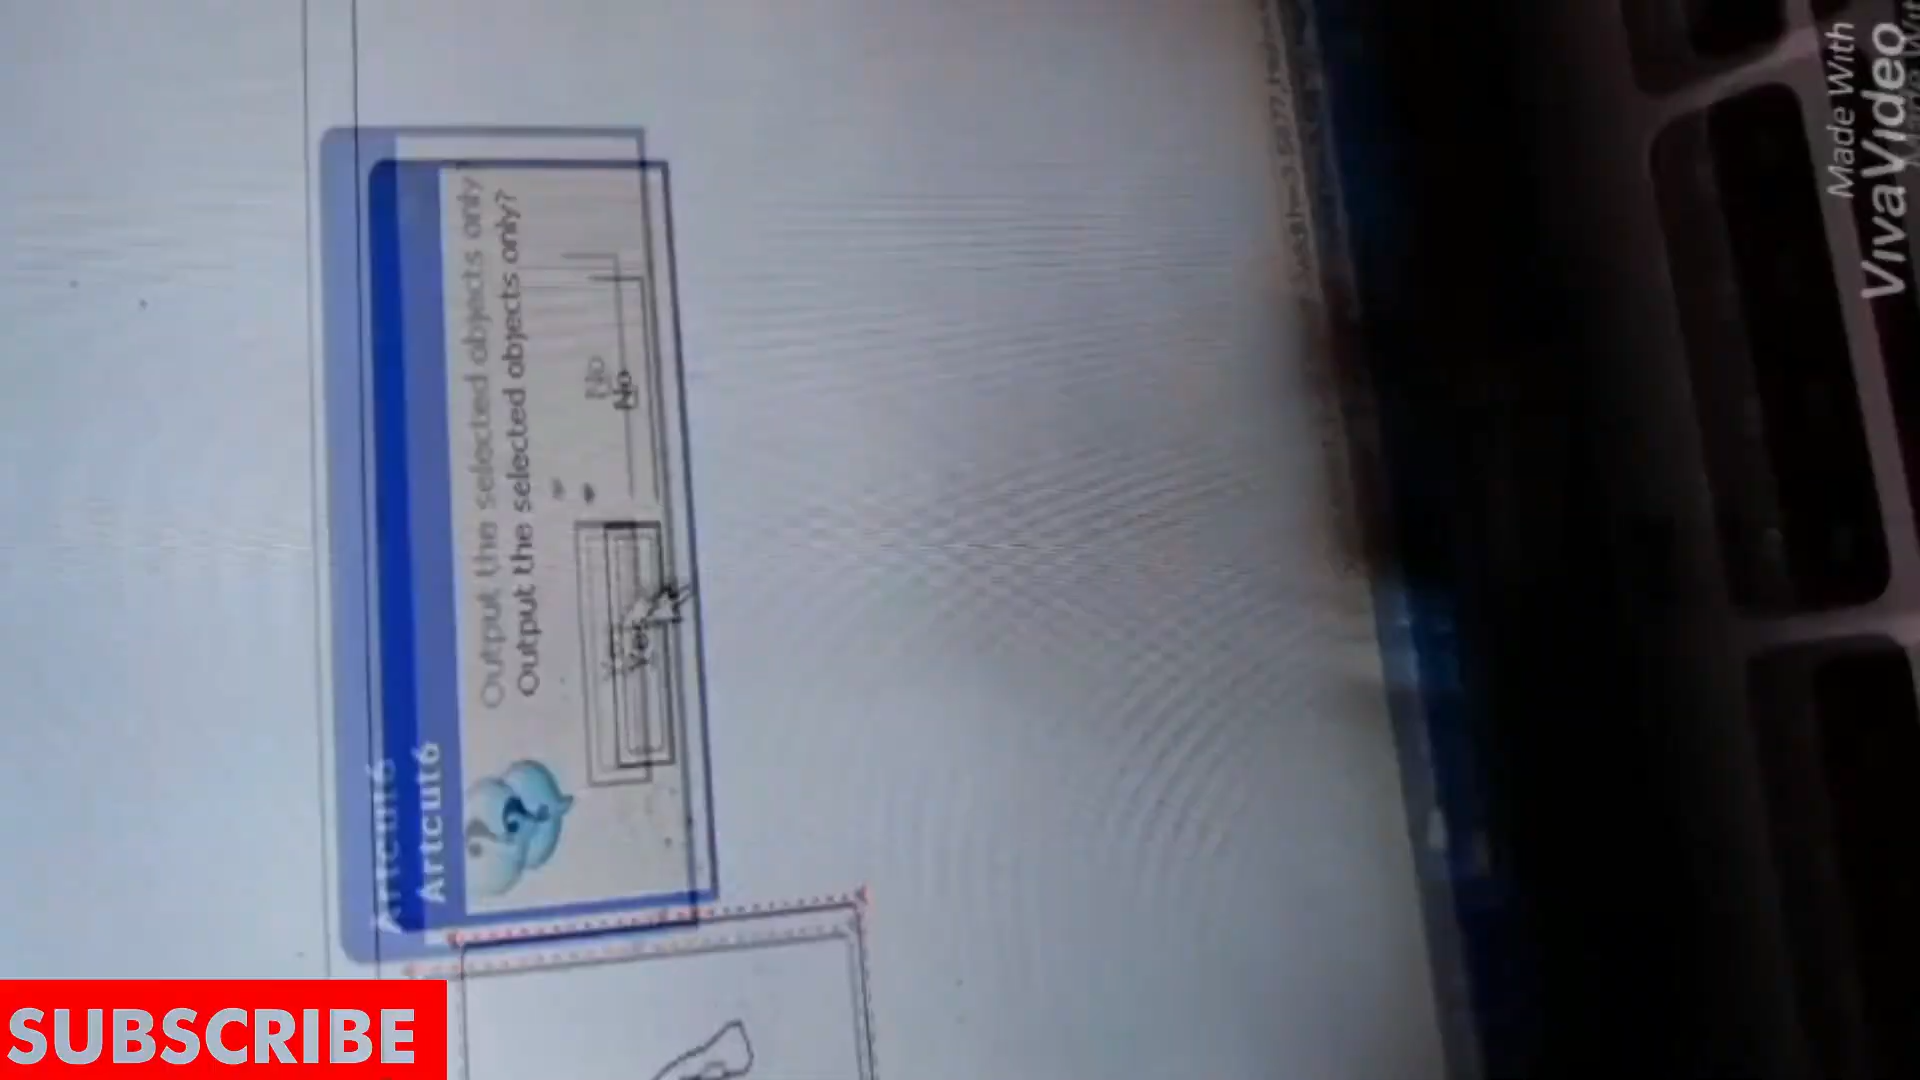 Artcut6
Output the selected objects only?
Yes
No
Made With
VivaVideo
SUBSCRIBE